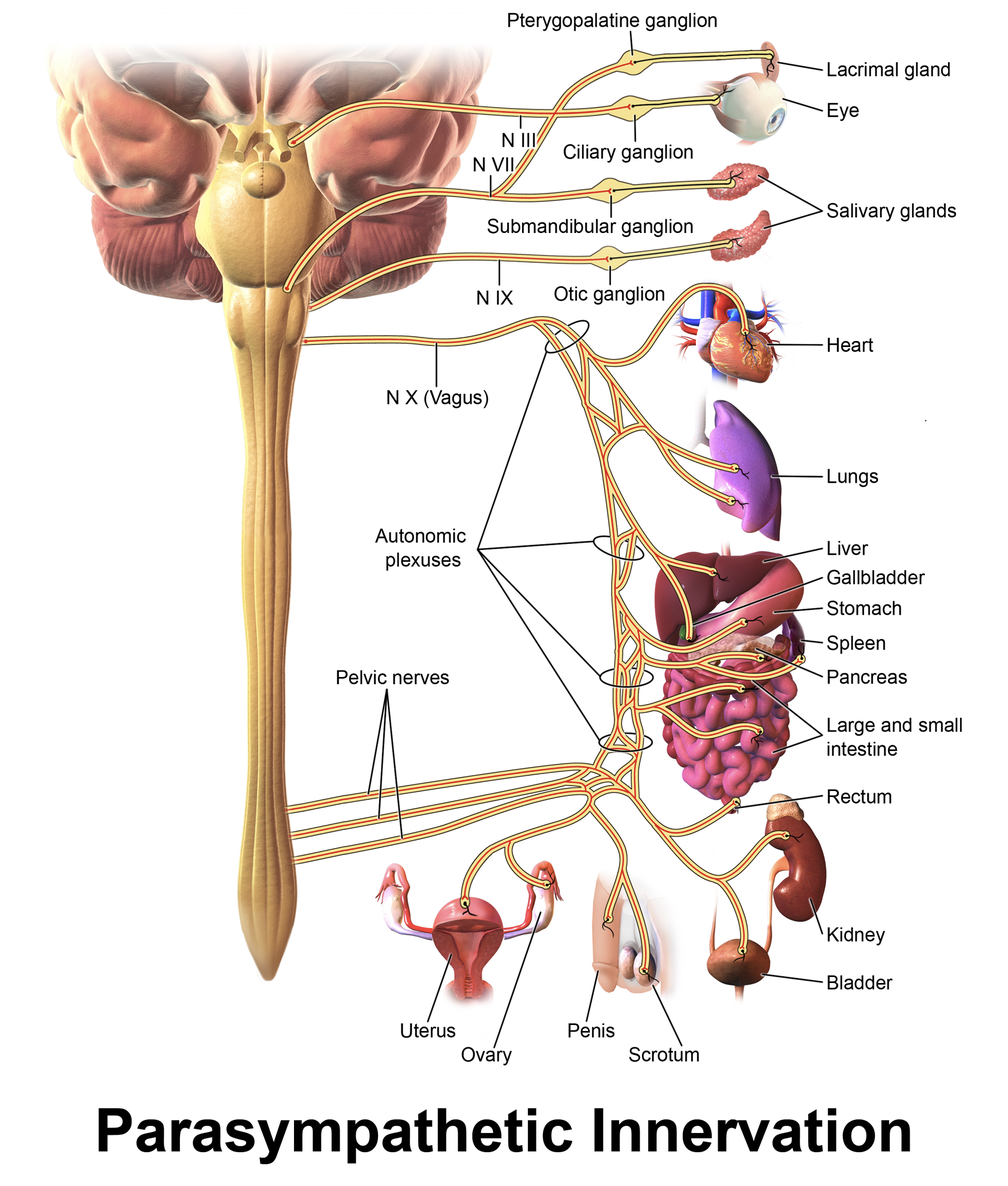 Pterygopalatine ganglion
Lacrimal gland
Eye
N III
Ciliary ganglion
N VII
Salivary glands
Submandibular ganglion
N IX
Otic ganglion
Heart
N X (Vagus)
Lungs
Autonomic
plexuses
Liver
Gallbladder
Stomach
Spleen
Pancreas
Pelvic nerves
Large and small
intestine
Rectum
Kidney
Bladder
Uterus
Ovary
Penis
Scrotum
Parasympathetic Innervation